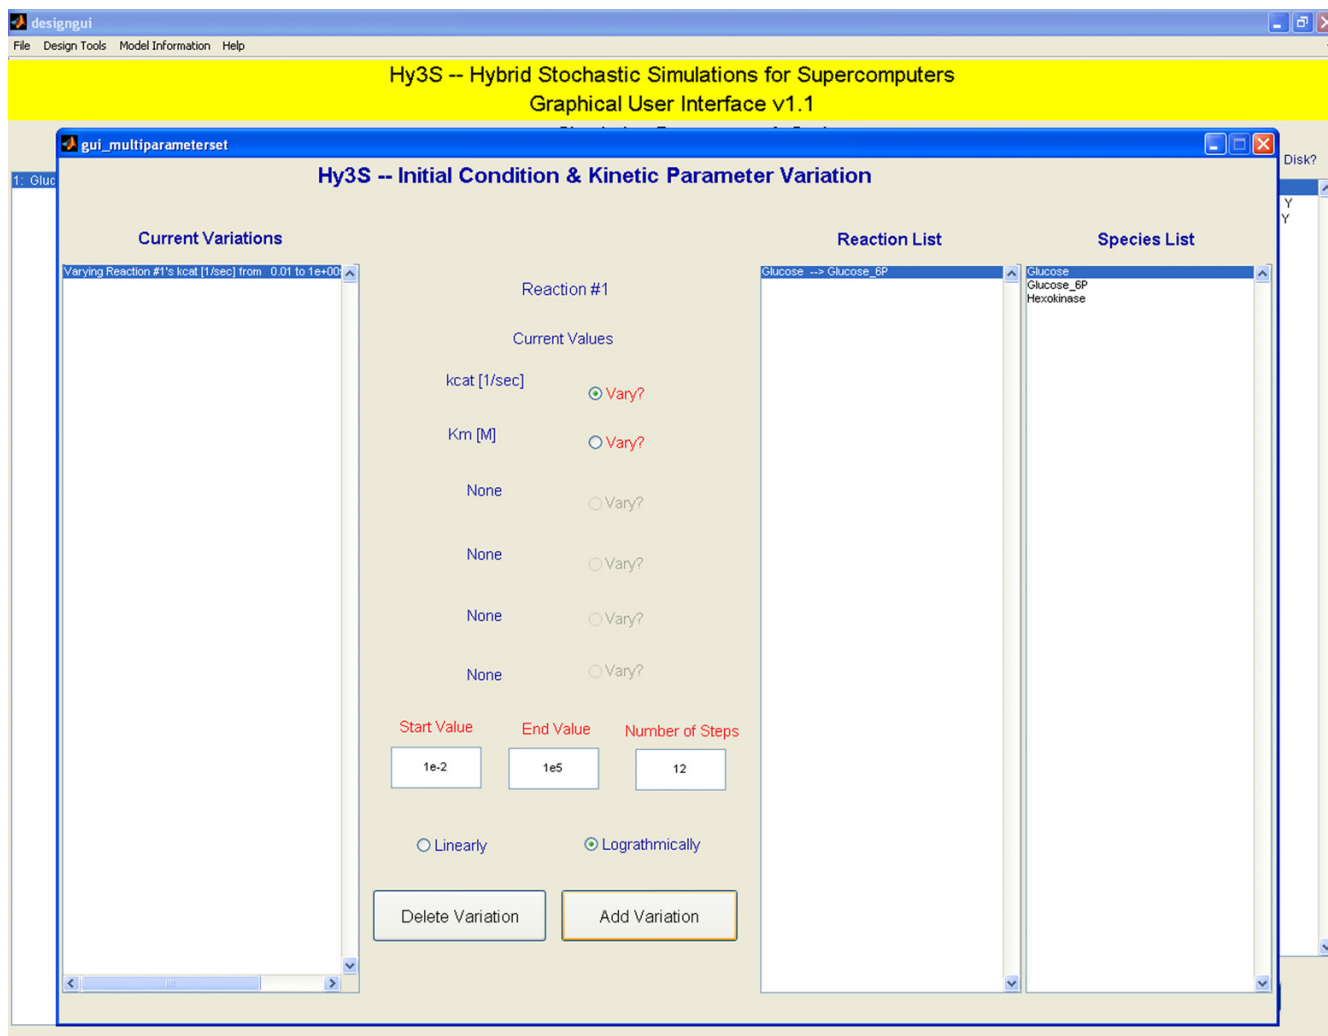 designgui
File Design Tools Model Information Help
Hy3S -- Hybrid Stochastic Simulations for Supercomputers
Graphical User Interface v1.1
gui_multiparameterset
Disk?
Hy3S -- Initial Condition & Kinetic Parameter Variation
1: Gluc
Y
Y
Current Variations
Reaction List
Species List
Varying Reaction #1's kcat [1/sec] from 0.01 to 1e+00
Glucose --> Glucose_6P
Glucose
Glucose_6P
Hexokinase
Reaction #1
Current Values
kcat [1/sec]
Vary?
Km [M]
Vary?
None
Vary?
None
Vary?
None
Vary?
None
Vary?
Start Value
End Value
Number of Steps
1e-2
1e5
12
Linearly
Lograthmically
Delete Variation
Add Variation